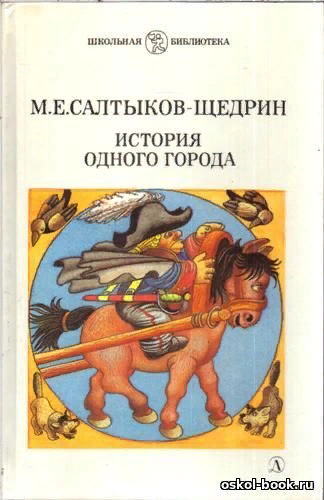 ШКОЛЬНАЯ БИБЛИОТЕКА
М.Е.САЛТЫКОВ-ЩЕДРИН
ИСТОРИЯ
ОДНОГО ГОРОДА
Д
oskol-book.ru